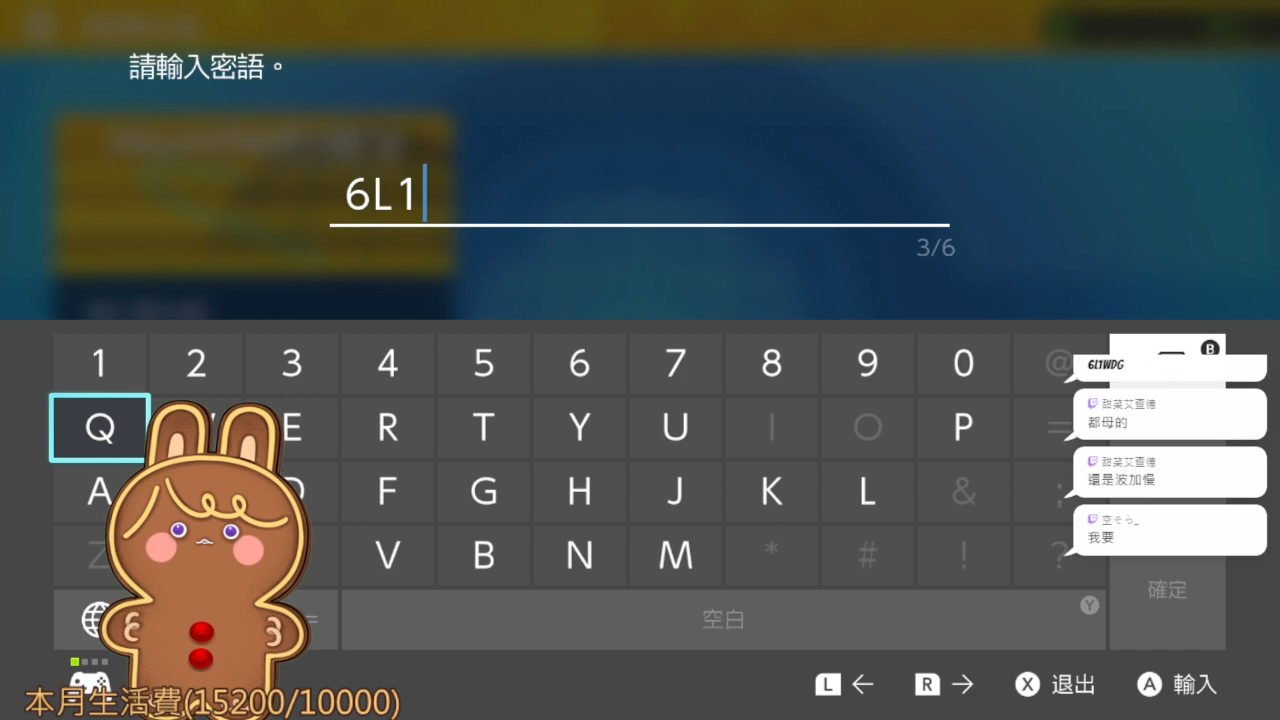 請輸入密語。
6L1
3/6
1 2 3 4 5 6 7 8 9 0 @
B
6L1WDG
Q E R T Y U I O P =
甜菜艾查德
都母的
A D F G H J K L & ;
甜菜艾查德
還是波加慢
Z V B N M * # ! ?
空そら_
我要
確定
= 空白 Y
L ← R → X 退出 A 輸入
本月生活費(15200/10000)